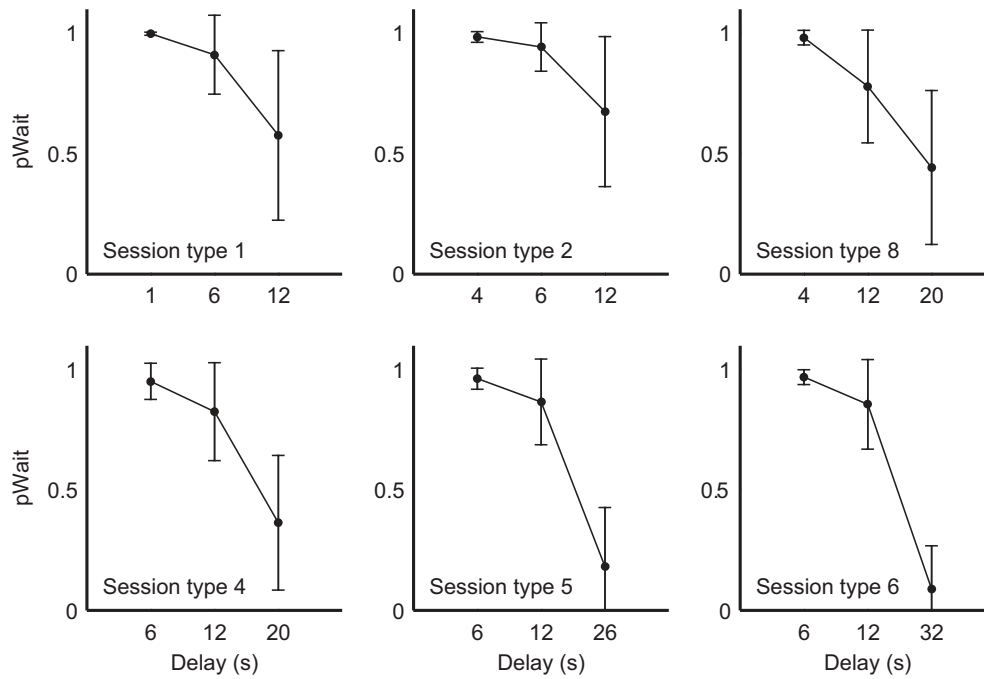 1
0.5
0
pWait
Session type 1
1 6 12
1
0.5
0
Session type 2
4 6 12
1
0.5
0
Session type 8
4 12 20
1
0.5
0
pWait
Session type 4
6 12 20
Delay (s)
1
0.5
0
Session type 5
6 12 26
Delay (s)
1
0.5
0
Session type 6
6 12 32
Delay (s)